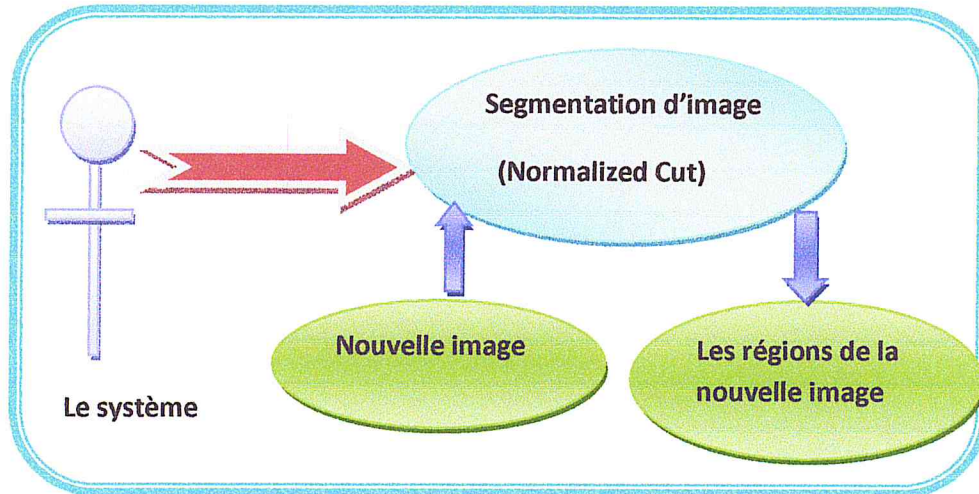 Segmentation d'image
(Normalized Cut)
Nouvelle image
Les régions de la
nouvelle image
Le système